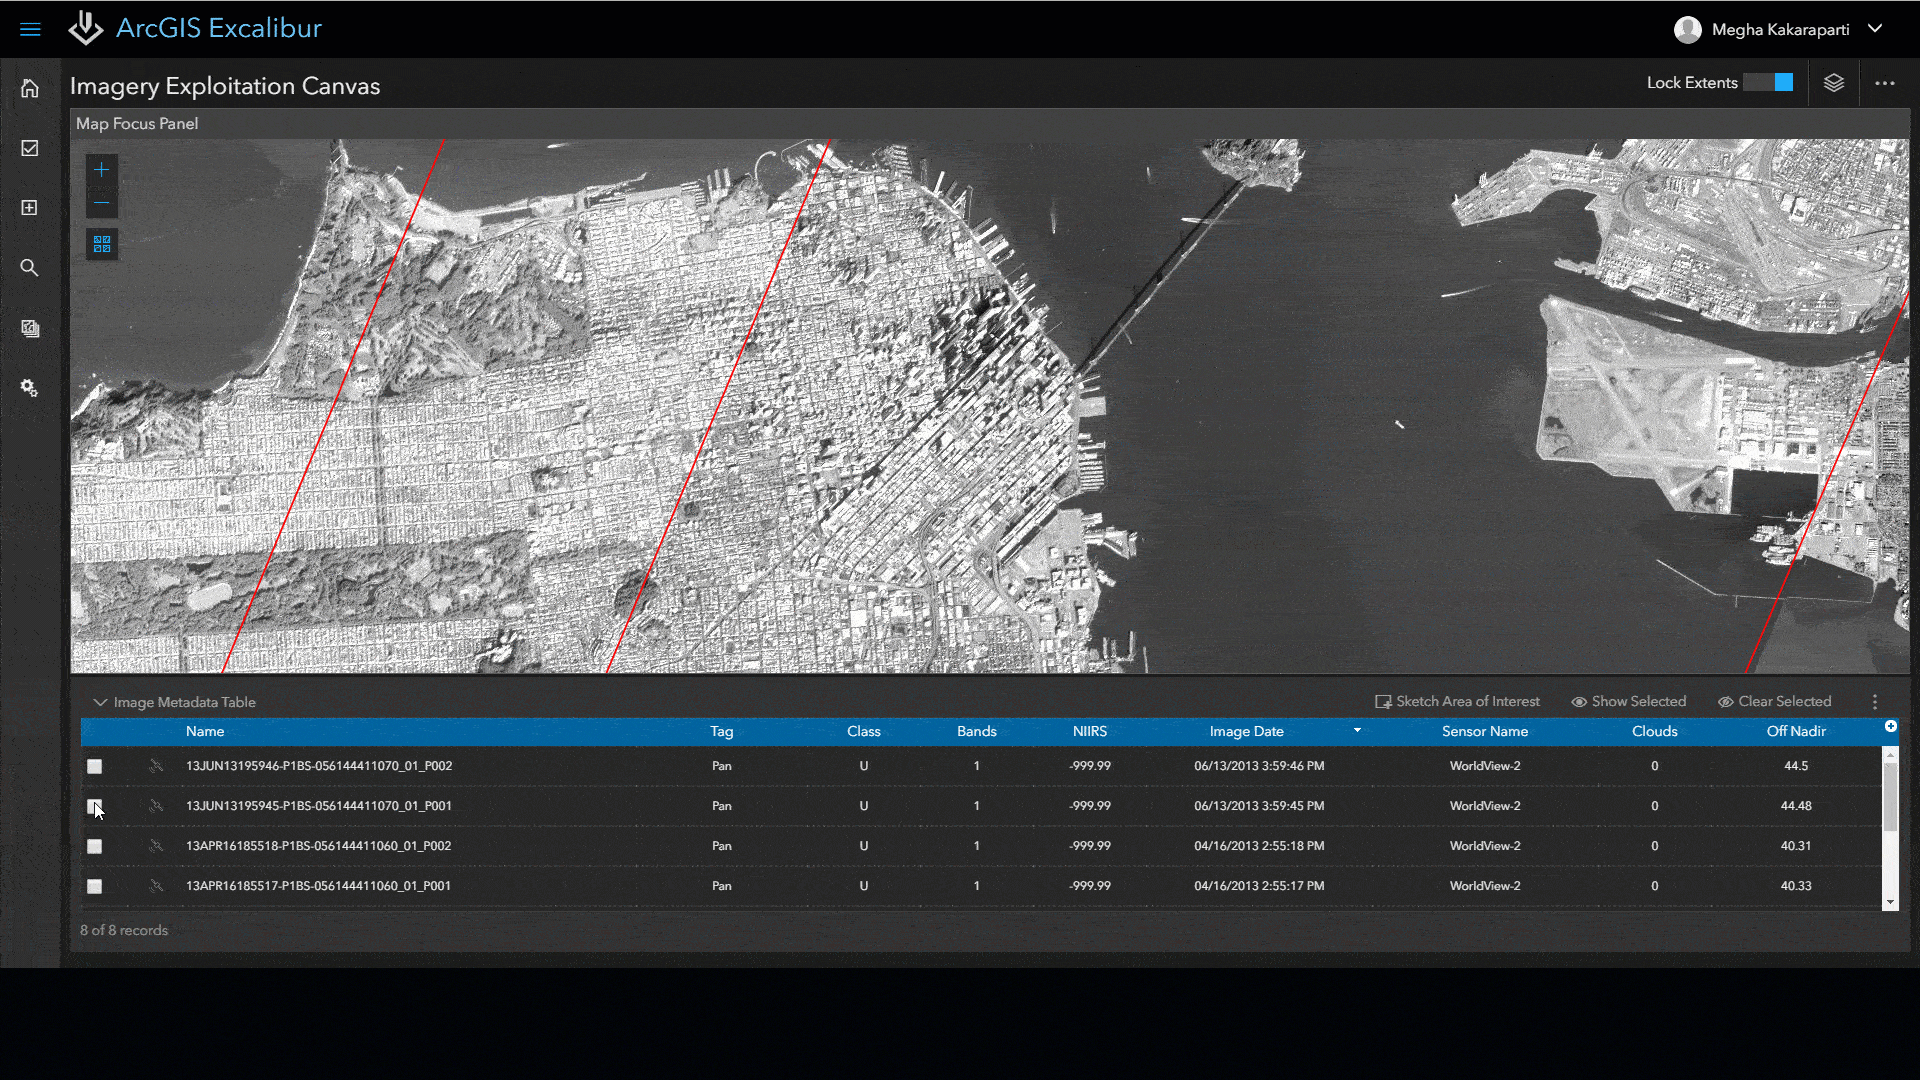 ArcGIS Excalibur
Megha Kakaraparti
Imagery Exploitation Canvas
Lock Extents
Map Focus Panel
Image Metadata Table
Sketch Area of Interest Show Selected Clear Selected
Name Tag Class Bands NIIRS Image Date Sensor Name Clouds Off Nadir
13JUN13195946-P1BS-056144411070_01_P002 Pan U 1 -999.99 06/13/2013 3:59:46 PM WorldView-2 0 44.5
13JUN13195945-P1BS-056144411070_01_P001 Pan U 1 -999.99 06/13/2013 3:59:45 PM WorldView-2 0 44.48
13APR16185518-P1BS-056144411060_01_P002 Pan U 1 -999.99 04/16/2013 2:55:18 PM WorldView-2 0 40.31
13APR16185517-P1BS-056144411060_01_P001 Pan U 1 -999.99 04/16/2013 2:55:17 PM WorldView-2 0 40.33
8 of 8 records